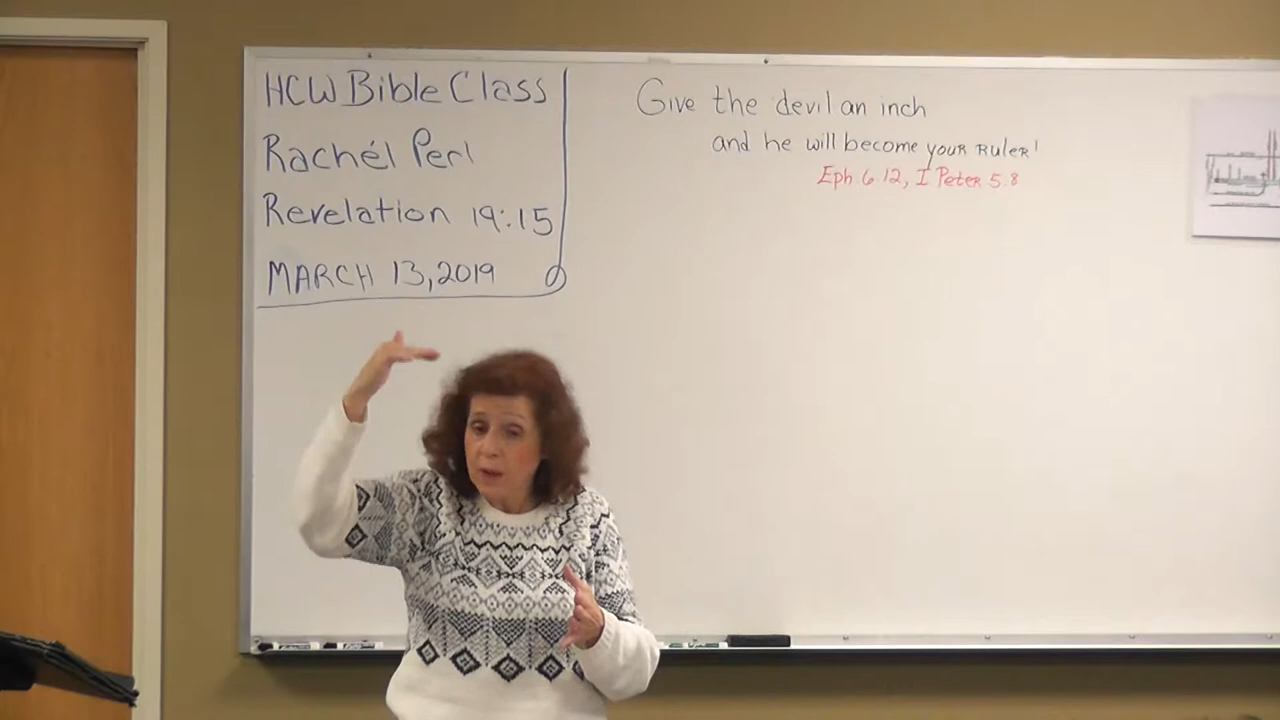 HCW Bible Class
Rachél Perl
Revelation 19:15
MARCH 13, 2019
Give the devil an inch
and he will become your RULER!
Eph 6.12, I Peter 5.8